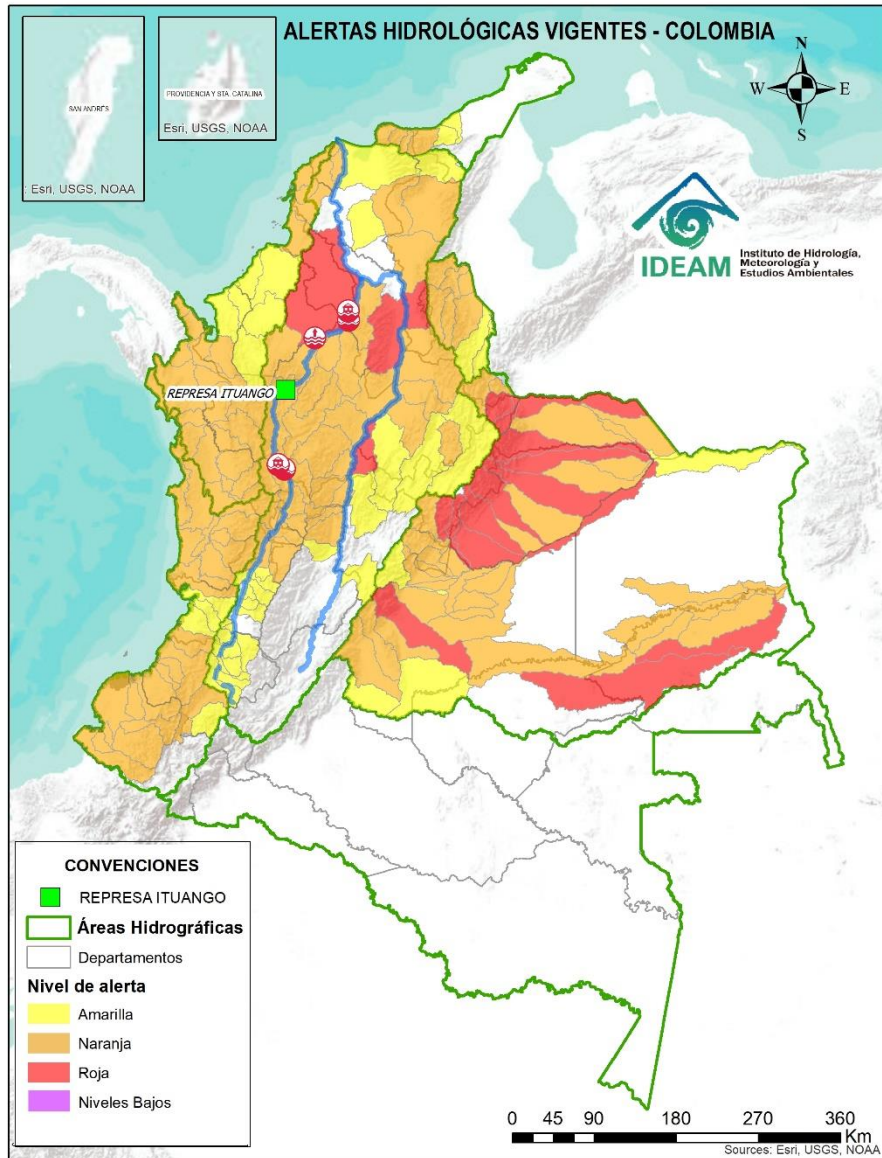 ALERTAS HIDROLÓGICAS VIGENTES - COLOMBIA
SAN ANDRÉS
: Esri, USGS, NOAA
PROVIDENCIA Y STA. CATALINA
Esri, USGS, NOAA
N
W
E
S
IDEAM
Instituto de Hidrología,
Meteorología y
Estudios Ambientales
REPRESA ITUANGO
CONVENCIONES
REPRESA ITUANGO
Áreas Hidrográficas
Departamentos
Nivel de alerta
Amarilla
Naranja
Roja
Niveles Bajos
0 45 90 180 270 360
Km
Sources: Esri, USGS, NOAA